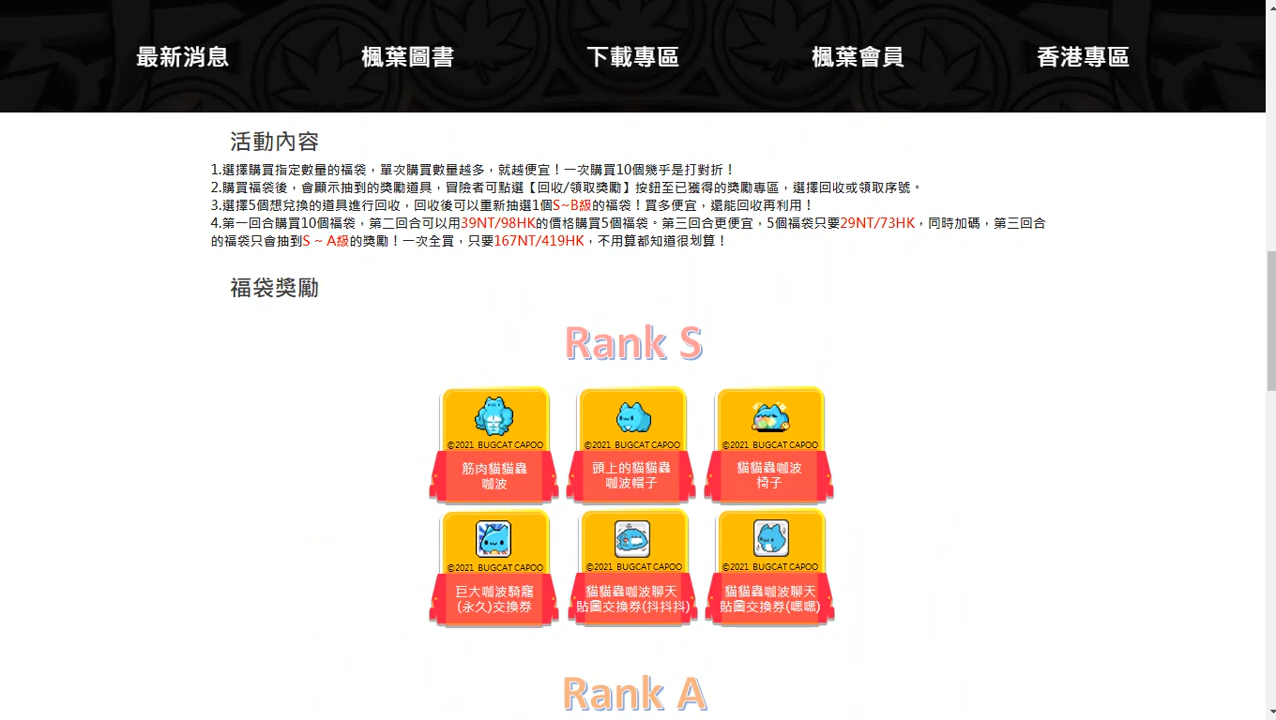 最新消息 楓葉圖書 下載專區 楓葉會員 香港專區
活動內容
1.選擇購買指定數量的福袋，單次購買數量越多，就越便宜！一次購買10個幾乎是打對折！
2.購買福袋後，會顯示抽到的獎勵道具，冒險者可點選【回收/領取獎勵】按鈕至已獲得的獎勵專區，選擇回收或領取序號。
3.選擇5個想兌換的道具進行回收，回收後可以重新抽選1個S~B級的福袋！買多便宜，還能回收再利用！
4.第一回合購買10個福袋，第二回合可以用39NT/98HK的價格購買5個福袋。第三回合更便宜，5個福袋只要29NT/73HK，同時加碼，第三回合
的福袋只會抽到S ~ A級的獎勵！一次全買，只要167NT/419HK，不用算都知道很划算！
福袋獎勵
Rank S
©2021 BUGCAT CAPOO
筋肉貓貓蟲
咖波
©2021 BUGCAT CAPOO
頭上的貓貓蟲
咖波帽子
©2021 BUGCAT CAPOO
貓貓蟲咖波
椅子
©2021 BUGCAT CAPOO
巨大咖波騎寵
(永久)交換券
©2021 BUGCAT CAPOO
貓貓蟲咖波聊天
貼圖交換券(抖抖抖)
©2021 BUGCAT CAPOO
貓貓蟲咖波聊天
貼圖交換券(嗯嗯)
Rank A